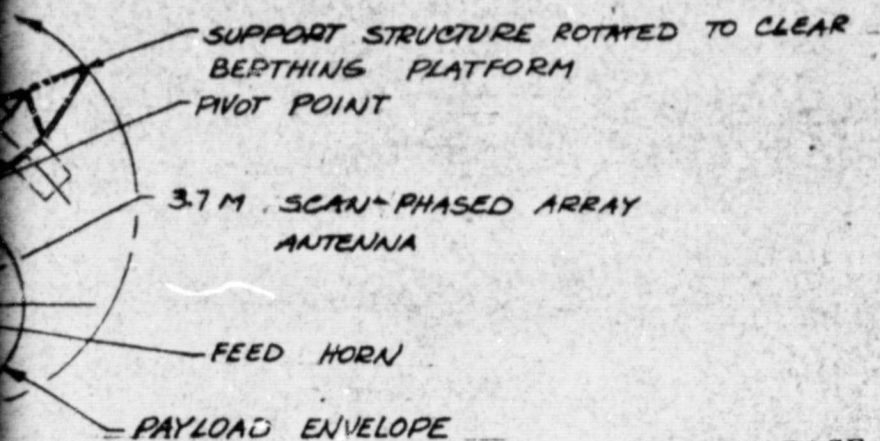 SUPPORT STRUCTURE ROTATED TO CLEAR
BERTHING PLATFORM
PIVOT POINT
3.7 M SCAN-PHASED ARRAY
ANTENNA
FEED HORN
PAYLOAD ENVELOPE